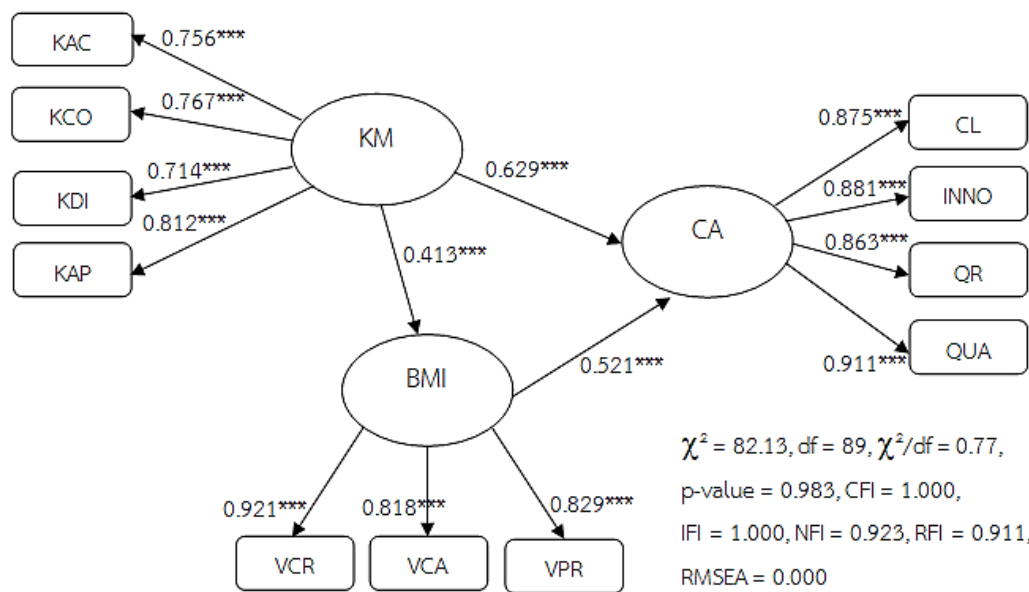 KAC
0.756***
KCO
0.767***
KDI
0.714***
KAP
0.812***
KM
0.629***
0.413***
CA
0.875***
CL
0.881***
INNO
0.863***
QR
0.911***
QUA
BMI
0.521***
0.921***
0.818***
0.829***
VCR
VCA
VPR
χ² = 82.13, df = 89, χ²/df = 0.77,
p-value = 0.983, CFI = 1.000,
IFI = 1.000, NFI = 0.923, RFI = 0.911,
RMSEA = 0.000